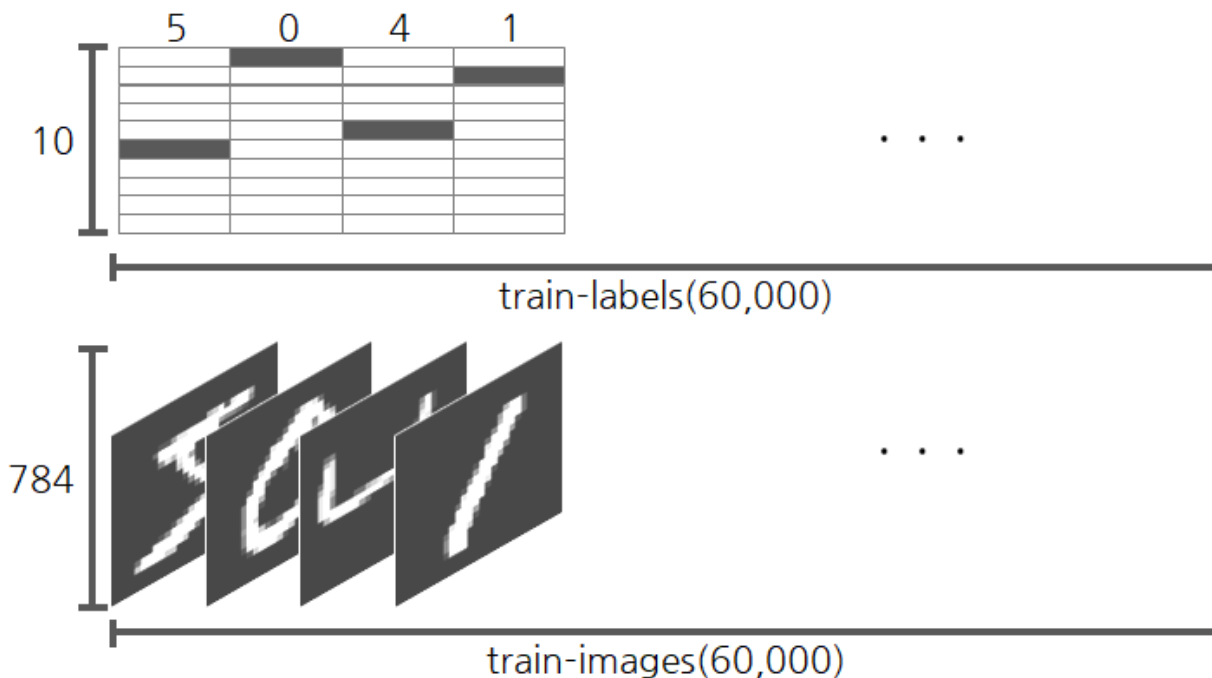 5 0 4 1
10
. . .
train-labels(60,000)
784
. . .
train-images(60,000)